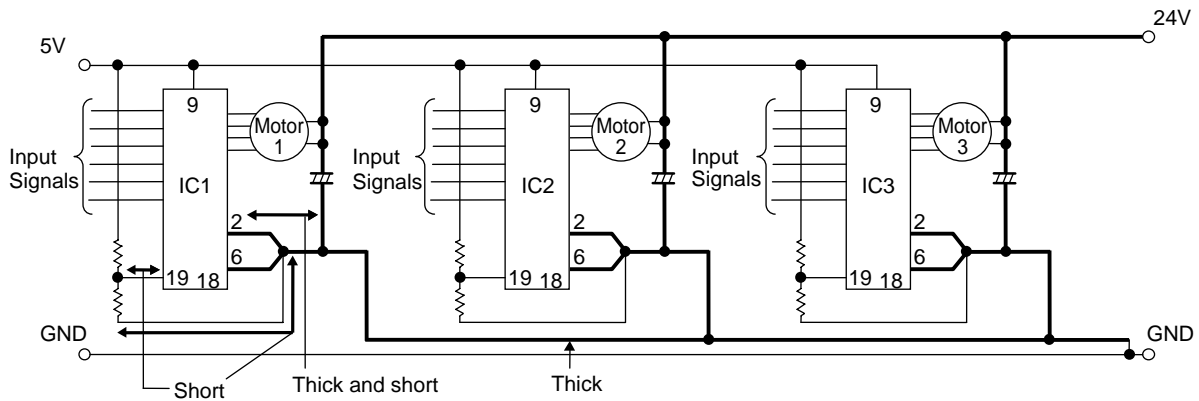 24V
5V
9
9
9
Motor
1
Motor
2
Motor
3
Input
Signals
Input
Signals
Input
Signals
IC1
IC2
IC3
2
2
2
6
6
6
19 18
19 18
19 18
GND
GND
Short
Thick and short
Thick